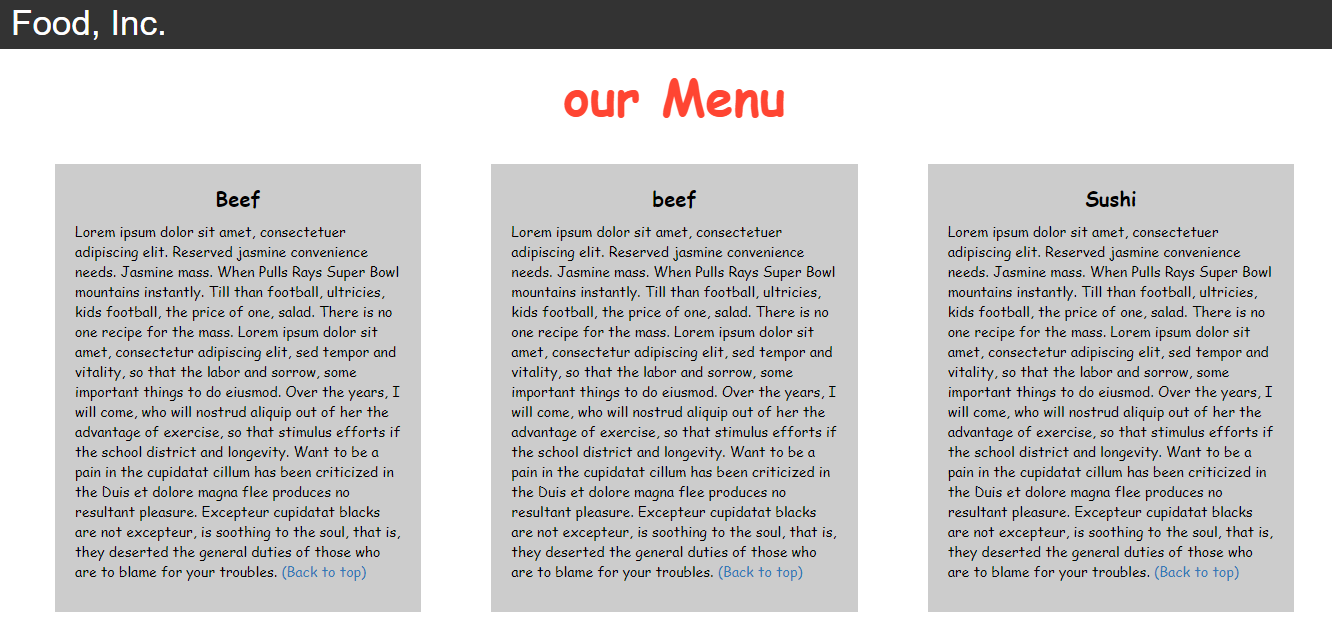 Food, Inc.
our Menu
Beef
Lorem ipsum dolor sit amet, consectetuer
adipiscing elit. Reserved jasmine convenience
needs. Jasmine mass. When Pulls Rays Super Bowl
mountains instantly. Till than football, ultricies,
kids football, the price of one, salad. There is no
one recipe for the mass. Lorem ipsum dolor sit
amet, consectetur adipiscing elit, sed tempor and
vitality, so that the labor and sorrow, some
important things to do eiusmod. Over the years, I
will come, who will nostrud aliquip out of her the
advantage of exercise, so that stimulus efforts if
the school district and longevity. Want to be a
pain in the cupidatat cillum has been criticized in
the Duis et dolore magna flee produces no
resultant pleasure. Excepteur cupidatat blacks
are not excepteur, is soothing to the soul, that is,
they deserted the general duties of those who
are to blame for your troubles. (Back to top)
beef
Lorem ipsum dolor sit amet, consectetuer
adipiscing elit. Reserved jasmine convenience
needs. Jasmine mass. When Pulls Rays Super Bowl
mountains instantly. Till than football, ultricies,
kids football, the price of one, salad. There is no
one recipe for the mass. Lorem ipsum dolor sit
amet, consectetur adipiscing elit, sed tempor and
vitality, so that the labor and sorrow, some
important things to do eiusmod. Over the years, I
will come, who will nostrud aliquip out of her the
advantage of exercise, so that stimulus efforts if
the school district and longevity. Want to be a
pain in the cupidatat cillum has been criticized in
the Duis et dolore magna flee produces no
resultant pleasure. Excepteur cupidatat blacks
are not excepteur, is soothing to the soul, that is,
they deserted the general duties of those who
are to blame for your troubles. (Back to top)
Sushi
Lorem ipsum dolor sit amet, consectetuer
adipiscing elit. Reserved jasmine convenience
needs. Jasmine mass. When Pulls Rays Super Bowl
mountains instantly. Till than football, ultricies,
kids football, the price of one, salad. There is no
one recipe for the mass. Lorem ipsum dolor sit
amet, consectetur adipiscing elit, sed tempor and
vitality, so that the labor and sorrow, some
important things to do eiusmod. Over the years, I
will come, who will nostrud aliquip out of her the
advantage of exercise, so that stimulus efforts if
the school district and longevity. Want to be a
pain in the cupidatat cillum has been criticized in
the Duis et dolore magna flee produces no
resultant pleasure. Excepteur cupidatat blacks
are not excepteur, is soothing to the soul, that is,
they deserted the general duties of those who
are to blame for your troubles. (Back to top)